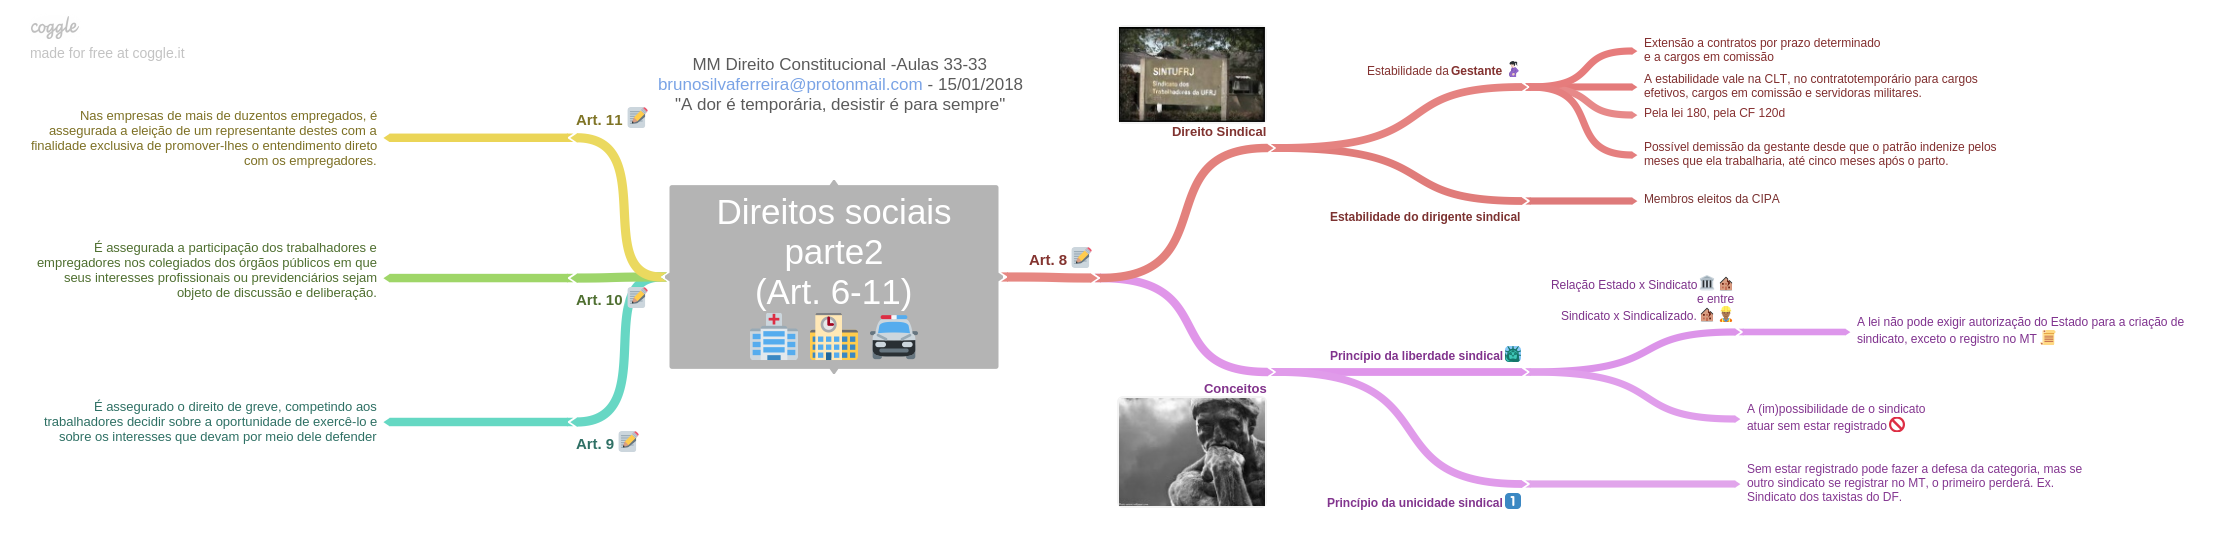 coggle
made for free at coggle.it
MM Direito Constitucional -Aulas 33-33
brunosilvaferreira@protonmail.com - 15/01/2018
"A dor é temporária, desistir é para sempre"
Direitos sociais
parte2
(Art. 6-11)
Art. 11
Nas empresas de mais de duzentos empregados, é
assegurada a eleição de um representante destes com a
finalidade exclusiva de promover-lhes o entendimento direto
com os empregadores.
Art. 10
É assegurada a participação dos trabalhadores e
empregadores nos colegiados dos órgãos públicos em que
seus interesses profissionais ou previdenciários sejam
objeto de discussão e deliberação.
Art. 9
É assegurado o direito de greve, competindo aos
trabalhadores decidir sobre a oportunidade de exercê-lo e
sobre os interesses que devam por meio dele defender
Art. 8
SINTUFRJ
Sindicato dos
Trabalhadores da UFRJ
Direito Sindical
Estabilidade da Gestante
Extensão a contratos por prazo determinado
e a cargos em comissão
A estabilidade vale na CLT, no contratotemporário para cargos
efetivos, cargos em comissão e servidoras militares.
Pela lei 180, pela CF 120d
Possível demissão da gestante desde que o patrão indenize pelos
meses que ela trabalharia, até cinco meses após o parto.
Estabilidade do dirigente sindical
Membros eleitos da CIPA
Conceitos
Princípio da liberdade sindical
Relação Estado x Sindicato
e entre
Sindicato x Sindicalizado.
A lei não pode exigir autorização do Estado para a criação de
sindicato, exceto o registro no MT
A (im)possibilidade de o sindicato
atuar sem estar registrado
Princípio da unicidade sindical 1
Sem estar registrado pode fazer a defesa da categoria, mas se
outro sindicato se registrar no MT, o primeiro perderá. Ex.
Sindicato dos taxistas do DF.